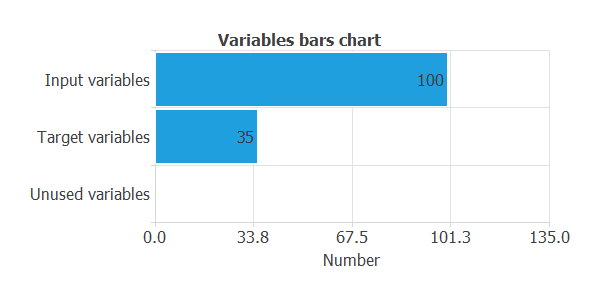 Variables bars chart
Input variables
100
Target variables
35
Unused variables
0.0 33.8 67.5 101.3 135.0
Number